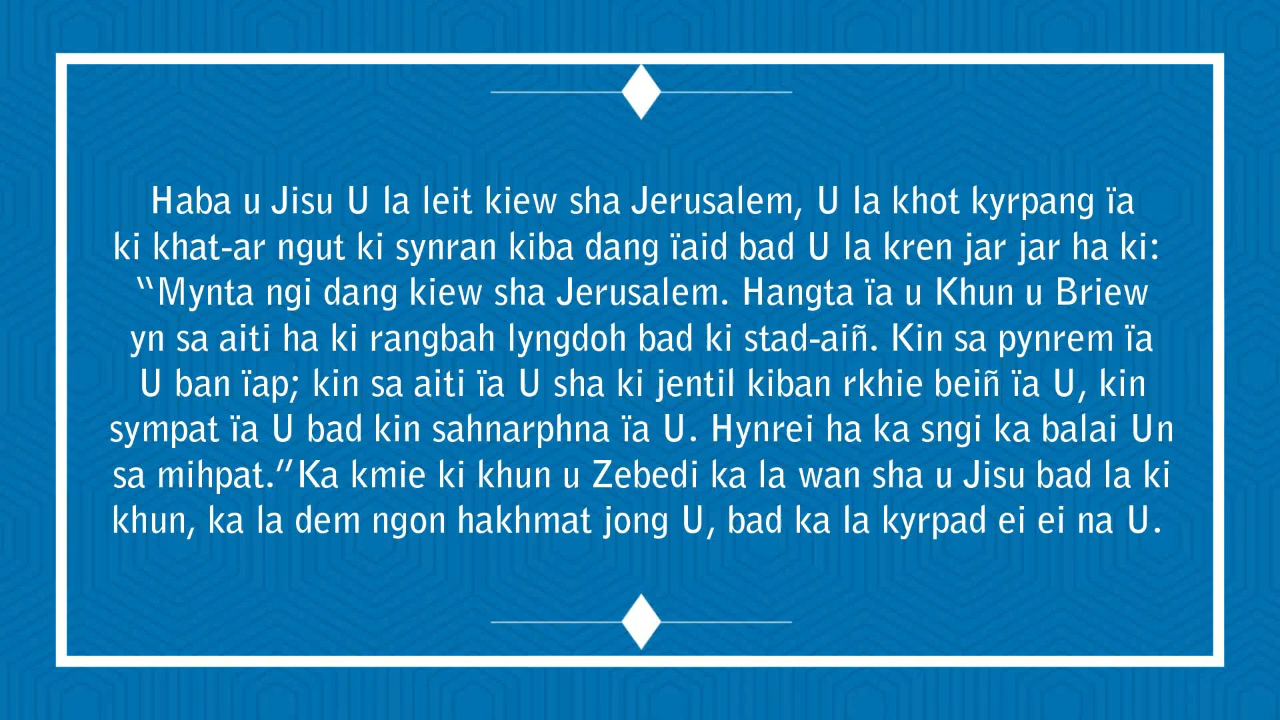 Haba u Jisu U la leit kiew sha Jerusalem, U la khot kyrpang ïa
ki khat-ar ngut ki synran kiba dang ïaid bad U la kren jar jar ha ki:
“Mynta ngi dang kiew sha Jerusalem. Hangta ïa u Khun u Briew
yn sa aiti ha ki rangbah lyngdoh bad ki stad-aiñ. Kin sa pynrem ïa
U ban ïap; kin sa aiti ïa U sha ki jentil kiban rkhie beiñ ïa U, kin
sympat ïa U bad kin sahnarphna ïa U. Hynrei ha ka sngi ka balai Un
sa mihpat.”Ka kmie ki khun u Zebedi ka la wan sha u Jisu bad la ki
khun, ka la dem ngon hakhmat jong U, bad ka la kyrpad ei ei na U.